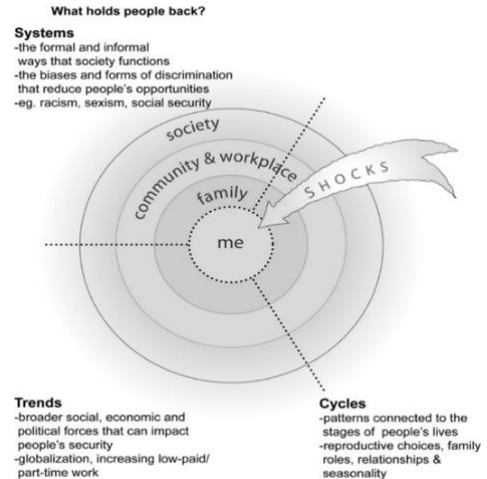 What holds people back?
Systems
-the formal and informal
ways that society functions
-the biases and forms of discrimination
that reduce people's opportunities
-eg. racism, sexism, social security
society
community & workplace
family
me
SHOCKS
Trends
-broader social, economic and
political forces that can impact
people's security
-globalization, increasing low-paid/
part-time work
Cycles
-patterns connected to the
stages of people's lives
-reproductive choices, family
roles, relationships &
seasonality